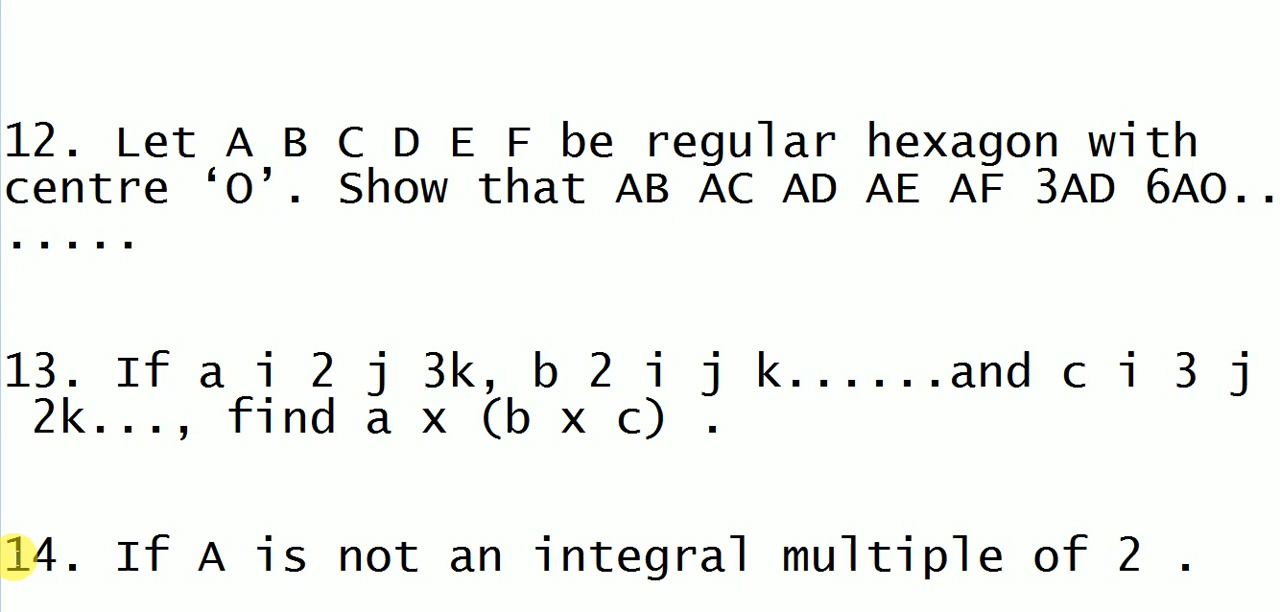 12. Let A B C D E F be regular hexagon with
centre ‘O’. Show that AB AC AD AE AF 3AD 6AO..
.....
13. If a i 2 j 3k, b 2 i j k......and c i 3 j
2k..., find a x (b x c) .
14. If A is not an integral multiple of 2 .